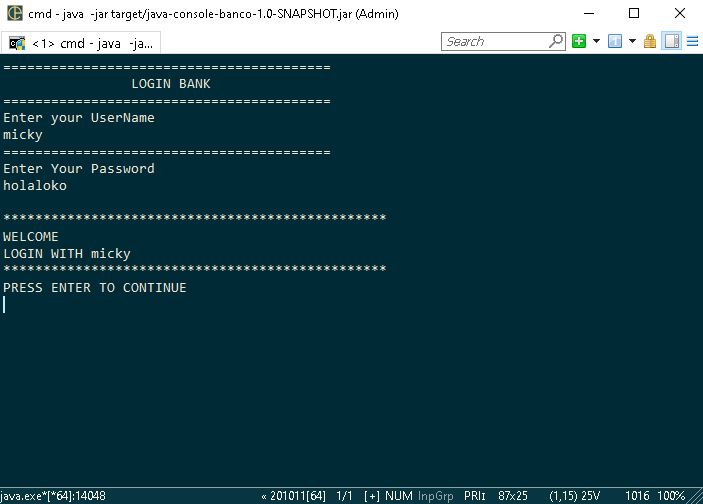 cmd - java  -jar target/java-console-banco-1.0-SNAPSHOT.jar (Admin)
<1> cmd - java  -ja...
Search
=========================================
LOGIN BANK
=========================================
Enter your UserName
micky
=========================================
Enter Your Password
holaloko
************************************************
WELCOME
LOGIN WITH micky
************************************************
PRESS ENTER TO CONTINUE
java.exe*[*64]:14048 « 201011[64] 1/1 [+] NUM InpGrp PRI‡ 87x25 (1,15) 25V 1016 100%